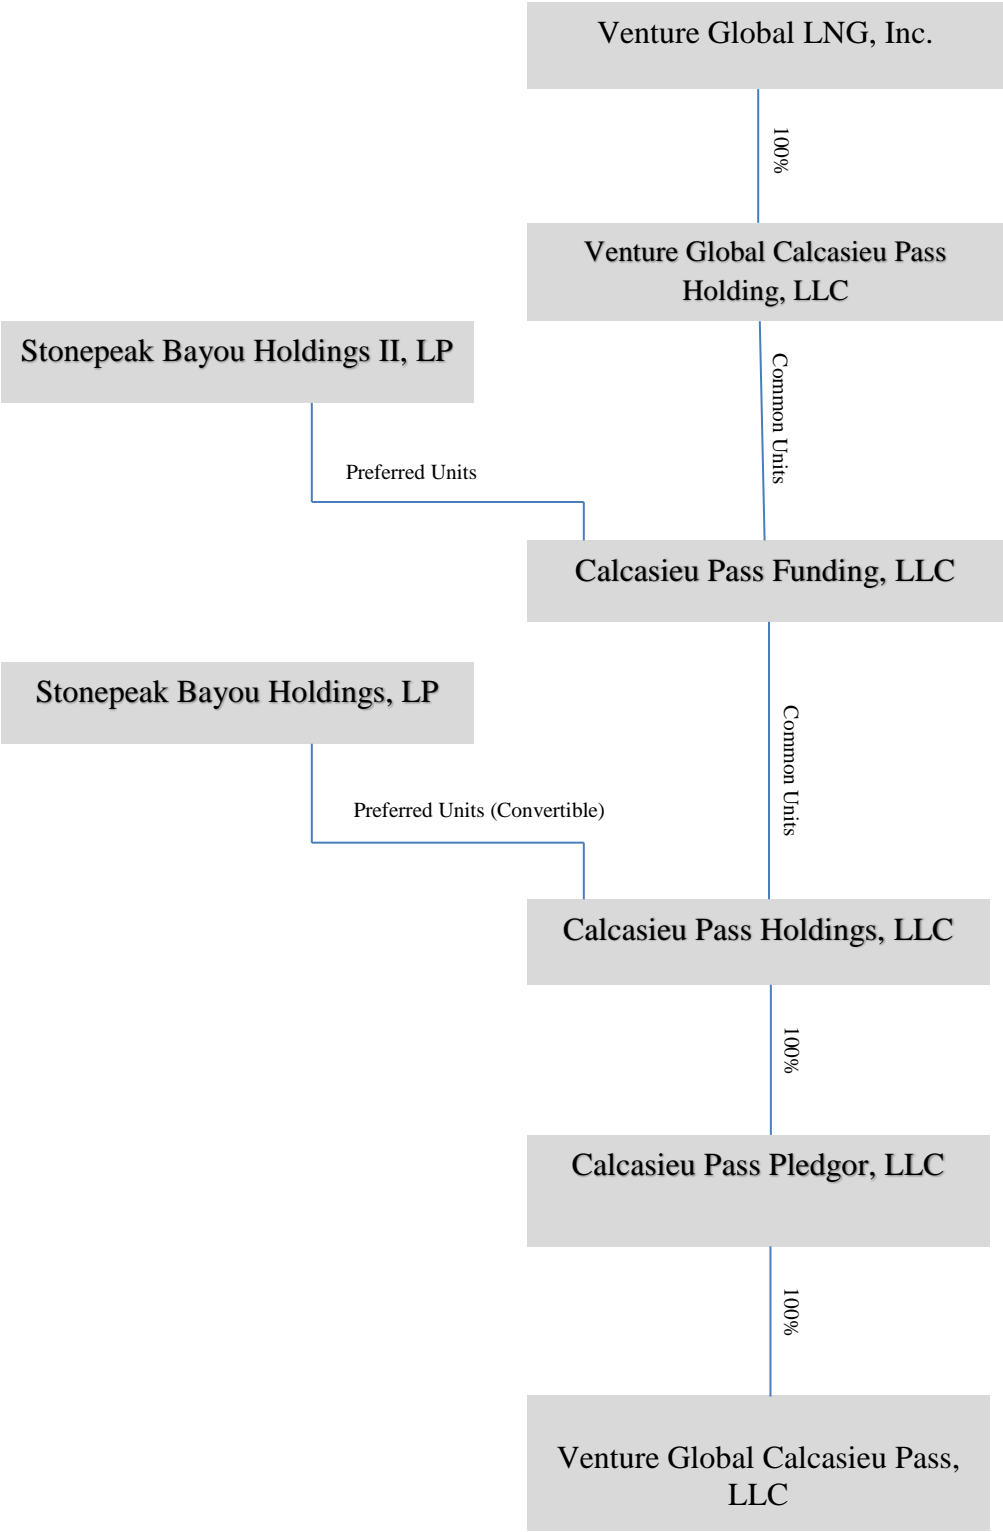 Venture Global LNG, Inc.
100%
Venture Global Calcasieu Pass
Holding, LLC
Stonepeak Bayou Holdings II, LP
Common Units
Preferred Units
Calcasieu Pass Funding, LLC
Stonepeak Bayou Holdings, LP
Common Units
Preferred Units (Convertible)
Calcasieu Pass Holdings, LLC
100%
Calcasieu Pass Pledgor, LLC
100%
Venture Global Calcasieu Pass,
LLC